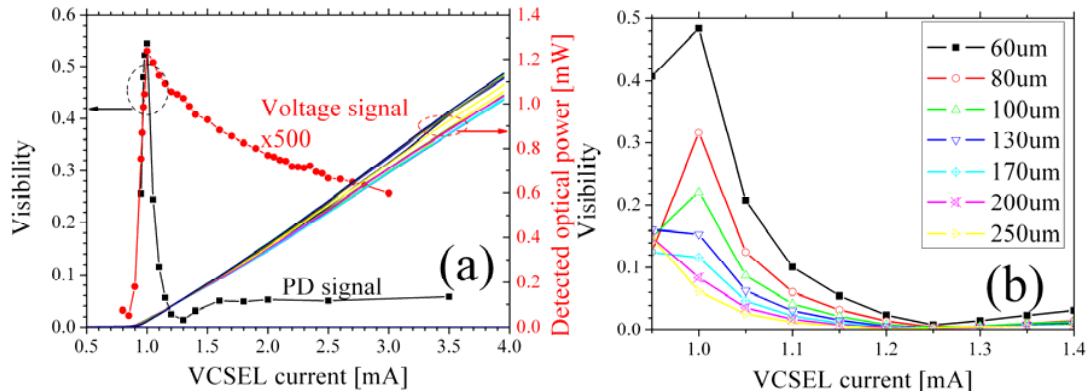 0.6
0.5
0.4
0.3
0.2
0.1
0.0
Visibility
0.5 1.0 1.5 2.0 2.5 3.0 3.5 4.0
VCSEL current [mA]
1.4
1.2
1.0
0.8
0.6
0.4
0.2
0.0
Detected optical power [mW]
Voltage signal
x500
PD signal
(a)
0.5
0.4
0.3
0.2
0.1
0.0
Visibility
1.0 1.1 1.2 1.3 1.4
VCSEL current [mA]
60um
80um
100um
130um
170um
200um
250um
(b)